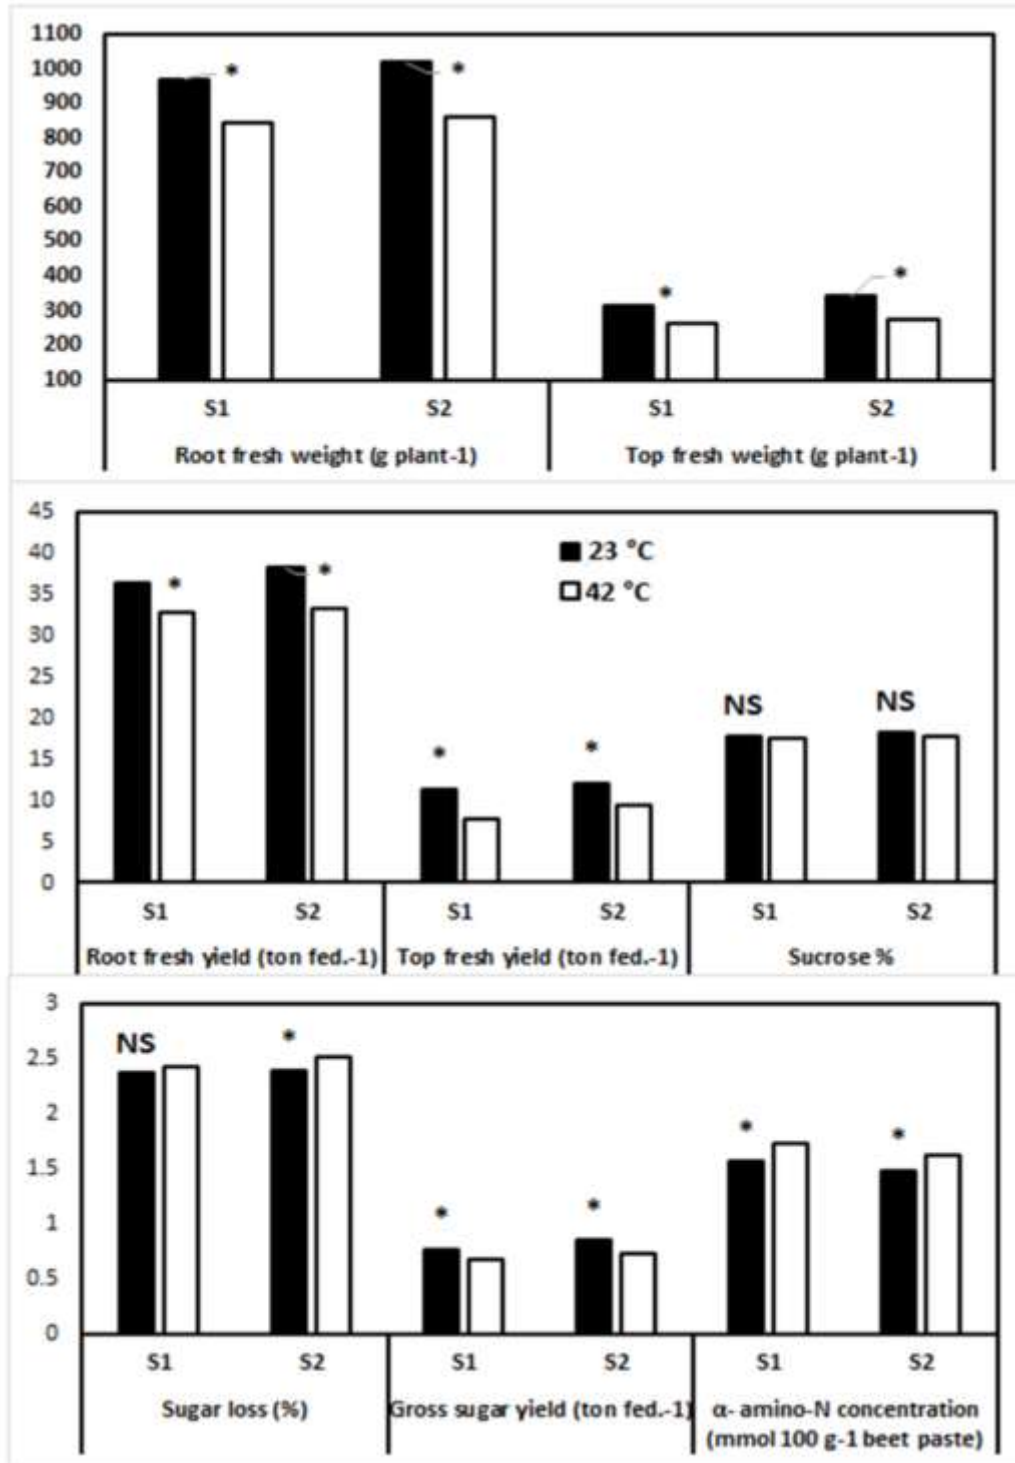 1100
1000
900
800
700
600
500
400
300
200
100
*
*
*
*
S1
S2
S1
S2
Root fresh weight (g plant-1)
Top fresh weight (g plant-1)
45
40
35
30
25
20
15
10
5
0
23 °C
42 °C
*
*
*
*
NS
NS
S1
S2
S1
S2
S1
S2
Root fresh yield (ton fed.-1)
Top fresh yield (ton fed.-1)
Sucrose %
3
2.5
2
1.5
1
0.5
0
NS
*
*
*
*
*
S1
S2
S1
S2
S1
S2
Sugar loss (%)
Gross sugar yield (ton fed.-1)
α- amino-N concentration
(mmol 100 g-1 beet paste)